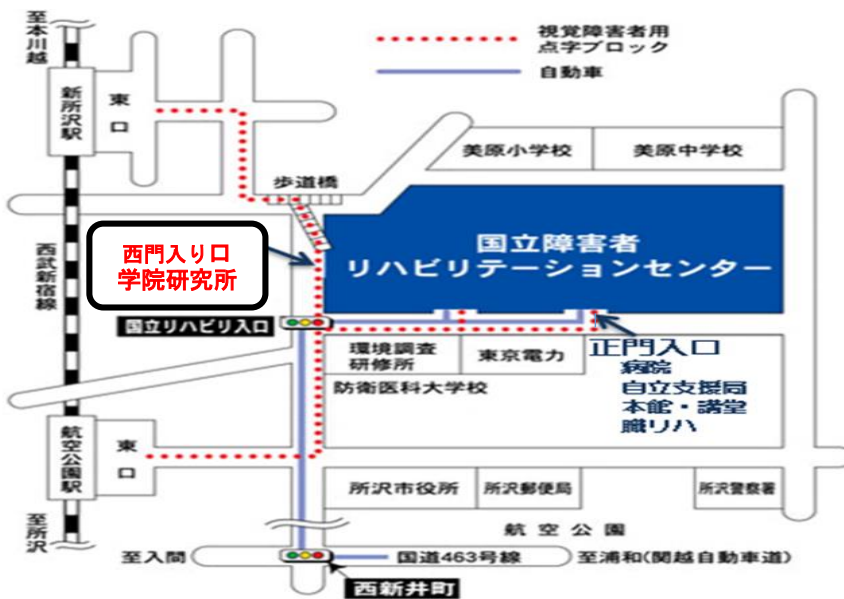 至本川越
視覚障害者用
点字ブロック
自動車
新所沢駅
東口
美原小学校
美原中学校
歩道橋
国立障害者
リハビリテーションセンター
西門入り口
学院研究所
西武新宿線
国立リハビリ入口
環境調査
研修所
東京電力
正門入口
病院
自立支援局
本館・講堂
職リハ
防衛医科大学校
航空公園駅
東口
所沢市役所
所沢郵便局
所沢警察署
至所沢
航空公園
至入間
国道463号線
至浦和(関越自動車道)
西新井町